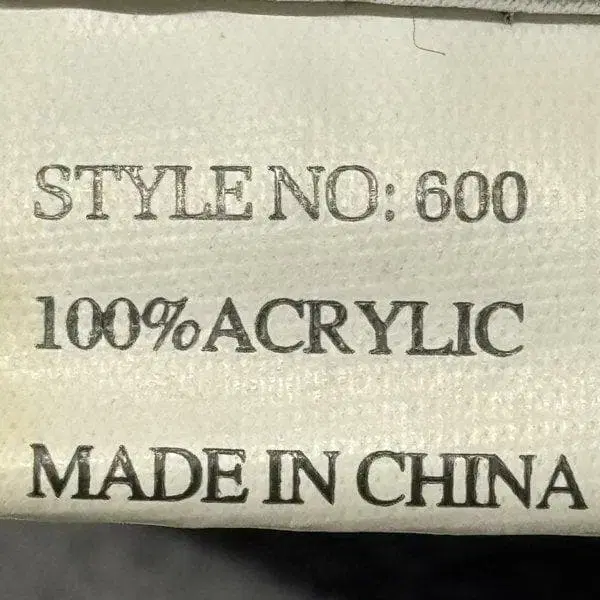 STYLE NO: 600
100% ACRYLIC
MADE IN CHINA